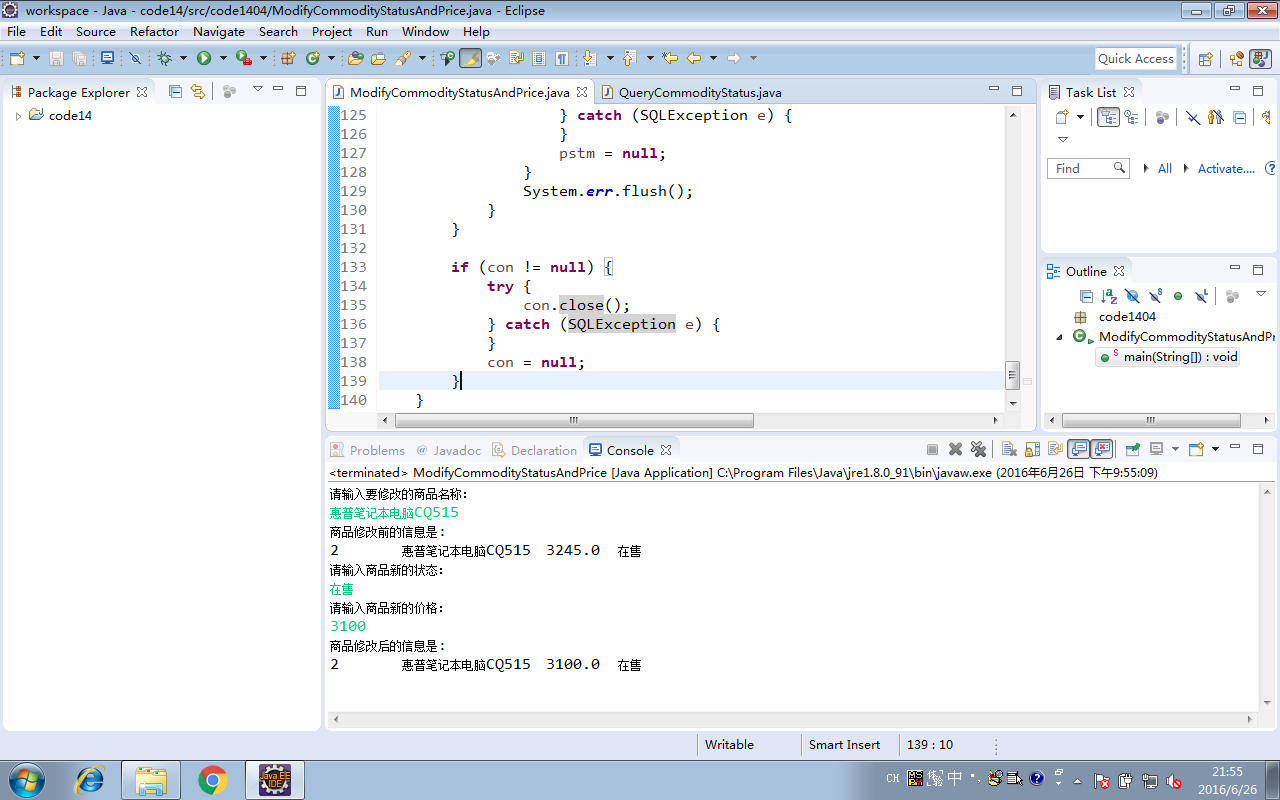 workspace - Java - code14/src/code1404/ModifyCommodityStatusAndPrice.java - Eclipse
File Edit Source Refactor Navigate Search Project Run Window Help
Quick Access
Package Explorer
code14
ModifyCommodityStatusAndPrice.java
QueryCommodityStatus.java
125 } catch (SQLException e) {
126 }
127 pstm = null;
128 }
129 System.err.flush();
130 }
131 }
132
133 if (con != null) {
134 try {
135 con.close();
136 } catch (SQLException e) {
137 }
138 con = null;
139 }
140 }
Task List
Find All Activate....
Outline
code1404
ModifyCommodityStatusAndPr
main(String[]) : void
Problems @ Javadoc Declaration Console
<terminated> ModifyCommodityStatusAndPrice [Java Application] C:\Program Files\Java\jre1.8.0_91\bin\javaw.exe (2016年6月26日 下午9:55:09)
请输入要修改的商品名称:
惠普笔记本电脑CQ515
商品修改前的信息是:
2 惠普笔记本电脑CQ515 3245.0 在售
请输入商品新的状态:
在售
请输入商品新的价格:
3100
商品修改后的信息是:
2 惠普笔记本电脑CQ515 3100.0 在售
Writable Smart Insert 139 : 10
Java EE
IDE
CH
中
21:55
2016/6/26